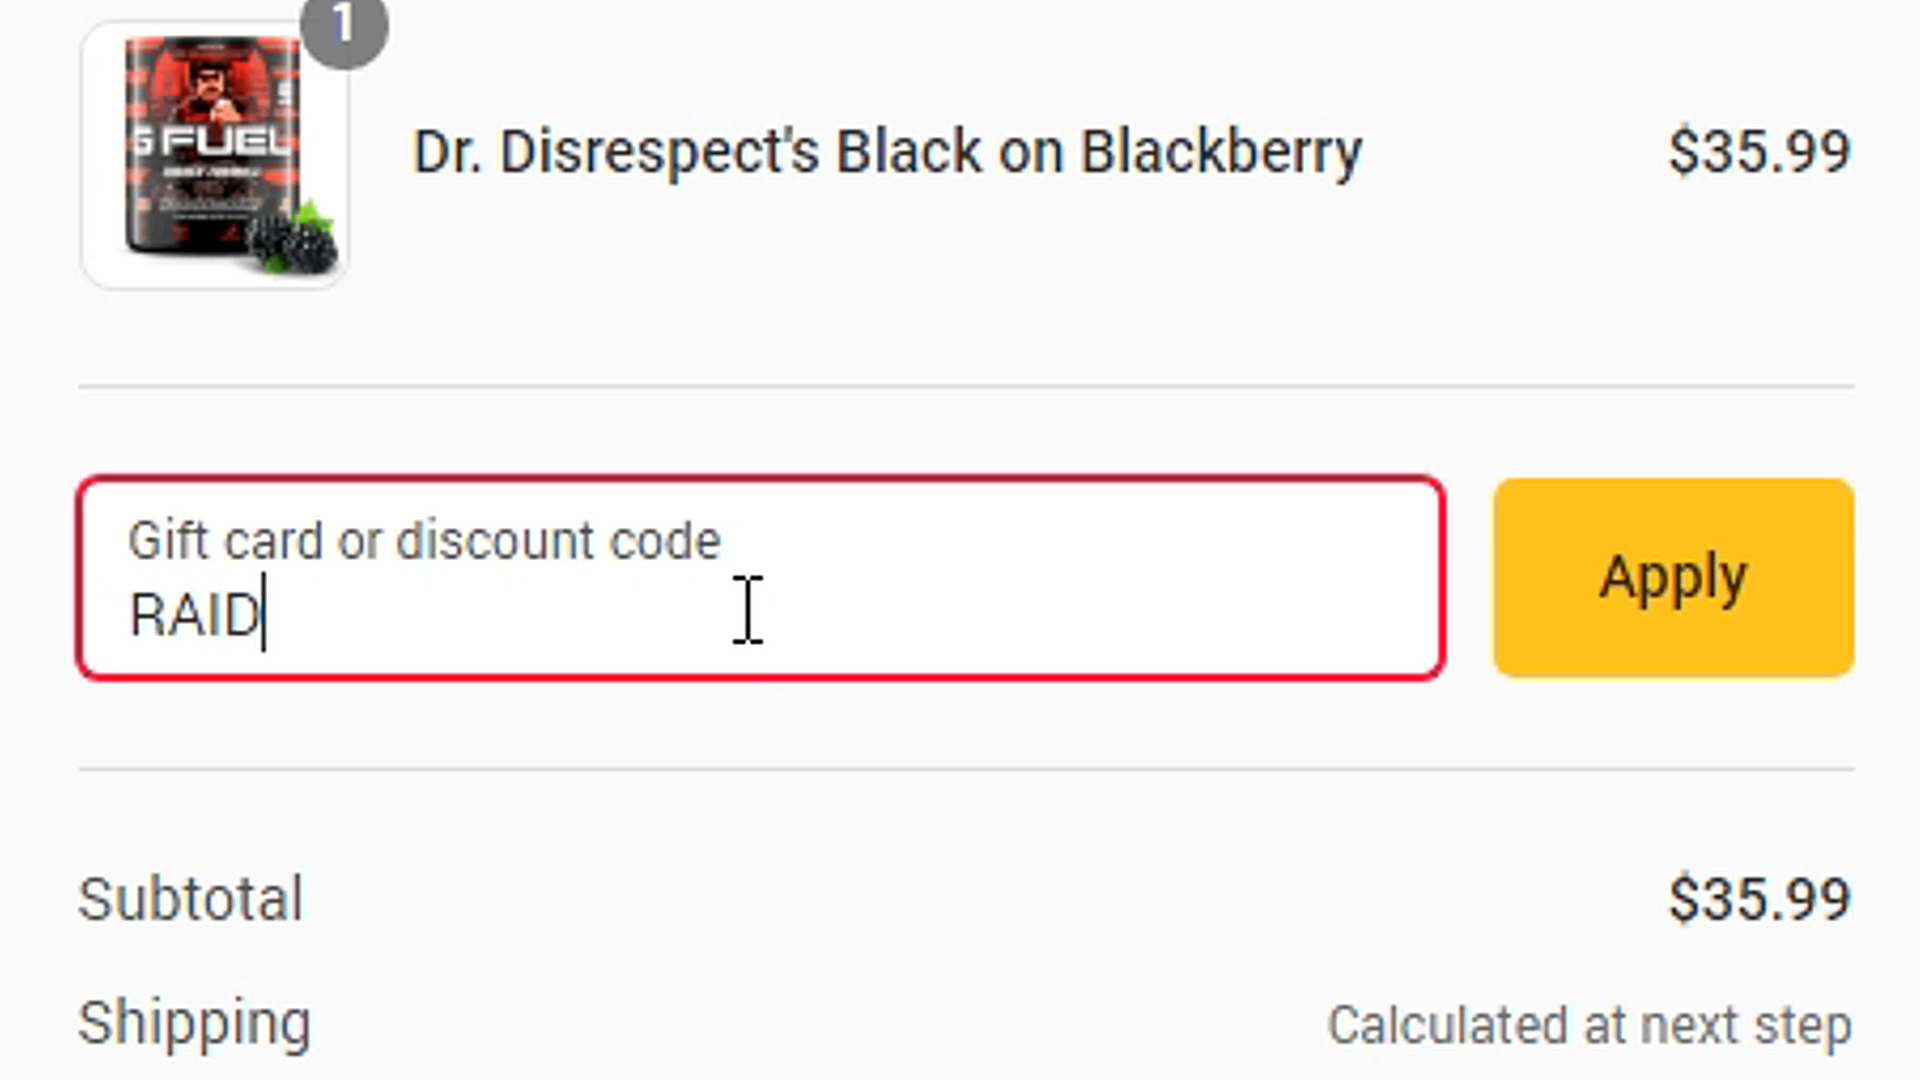 1
G FUEL
Dr. Disrespect's Black on Blackberry
$35.99
Gift card or discount code
RAID
Apply
Subtotal
$35.99
Shipping
Calculated at next step